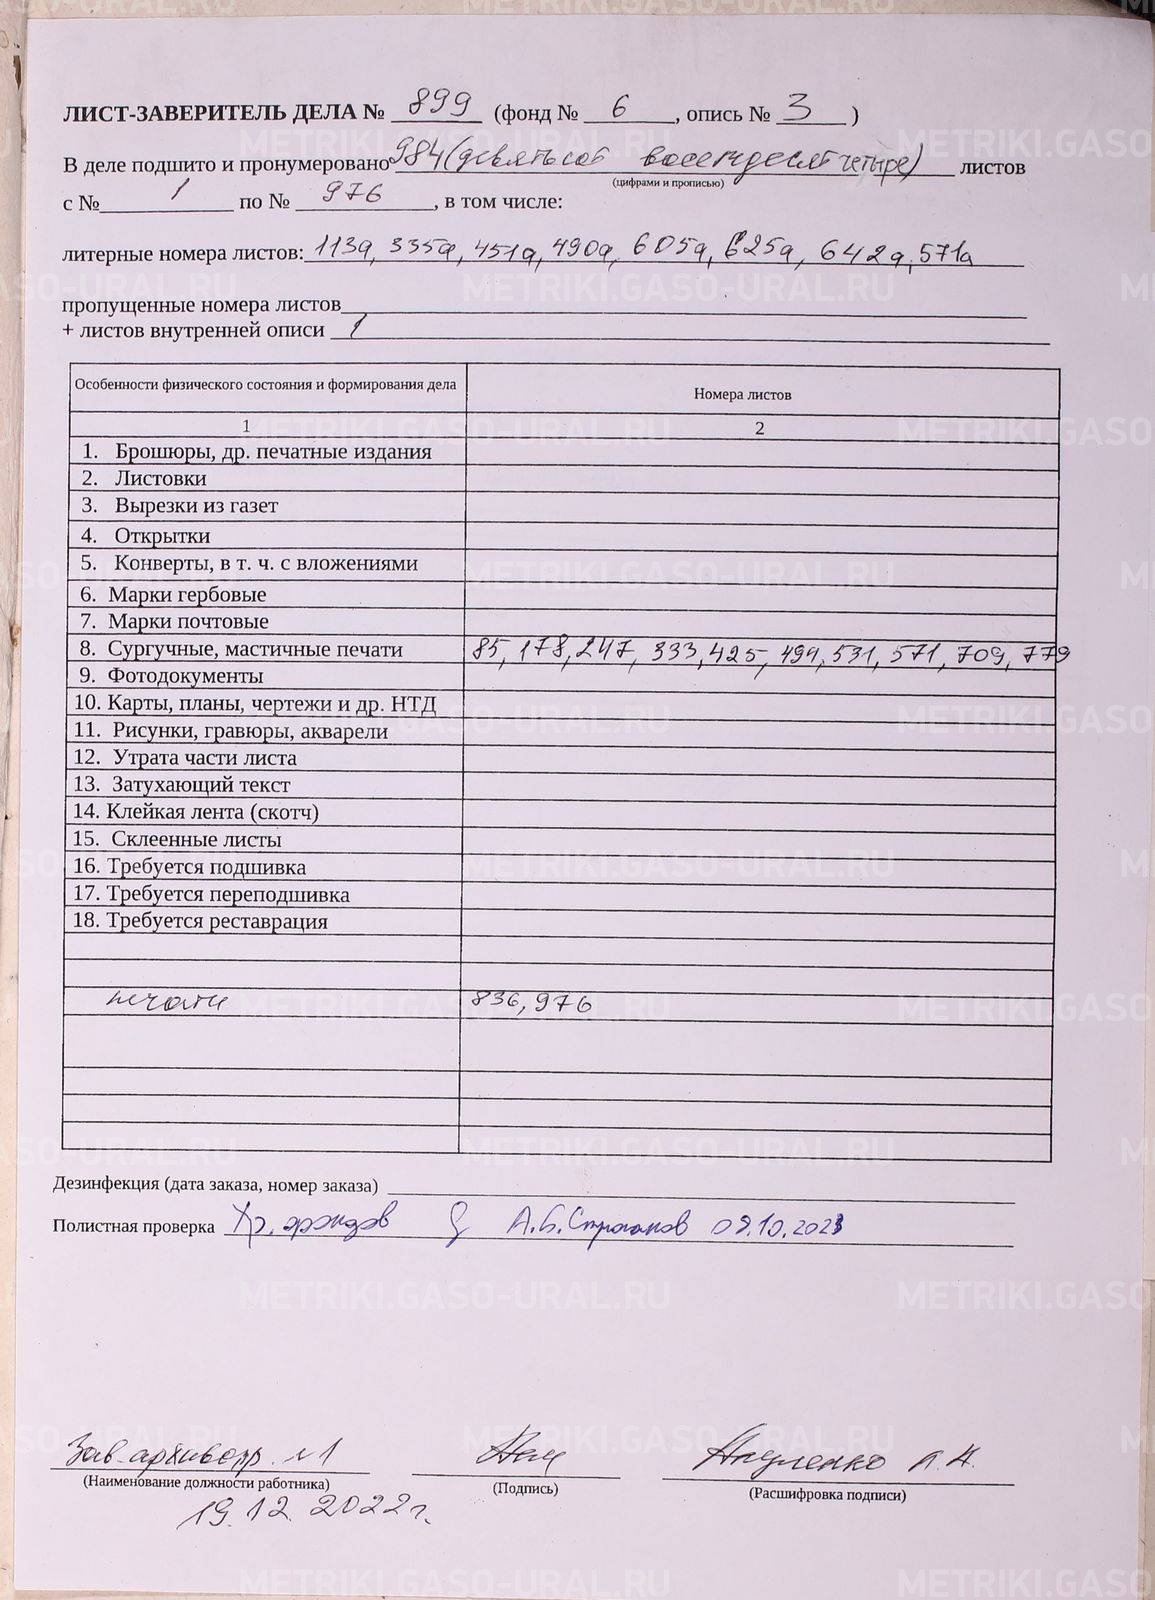 ЛИСТ-ЗАВЕРИТЕЛЬ ДЕЛА № 899 (фонд № 6, опись № 3)
В деле подшито и пронумеровано 984 (девятьсот восемьдесят четыре) листов
(цифрами и прописью)
с № 1 по № 976, в том числе:
литерные номера листов: 113а, 335а, 451а, 490а, 605а, 625а, 642а, 571а
пропущенные номера листов
+ листов внутренней описи 1
Особенности физического состояния и формирования дела Номера листов
1 2
1. Брошюры, др. печатные издания
2. Листовки
3. Вырезки из газет
4. Открытки
5. Конверты, в т. ч. с вложениями
6. Марки гербовые
7. Марки почтовые
8. Сургучные, мастичные печати 85, 178, 247, 333, 425, 499, 531, 571, 709, 779
9. Фотодокументы
10. Карты, планы, чертежи и др. НТД
11. Рисунки, гравюры, акварели
12. Утрата части листа
13. Затухающий текст
14. Клейкая лента (скотч)
15. Склеенные листы
16. Требуется подшивка
17. Требуется переподшивка
18. Требуется реставрация
печати 836, 976
Дезинфекция (дата заказа, номер заказа)
Полистная проверка Хр. фондов А.Б. Строганов 09.10.2023
Зав. архивохр. №1
(Наименование должности работника) (Подпись) (Расшифровка подписи)
19.12.2022г.
METRIKI.GASO-URAL.RU